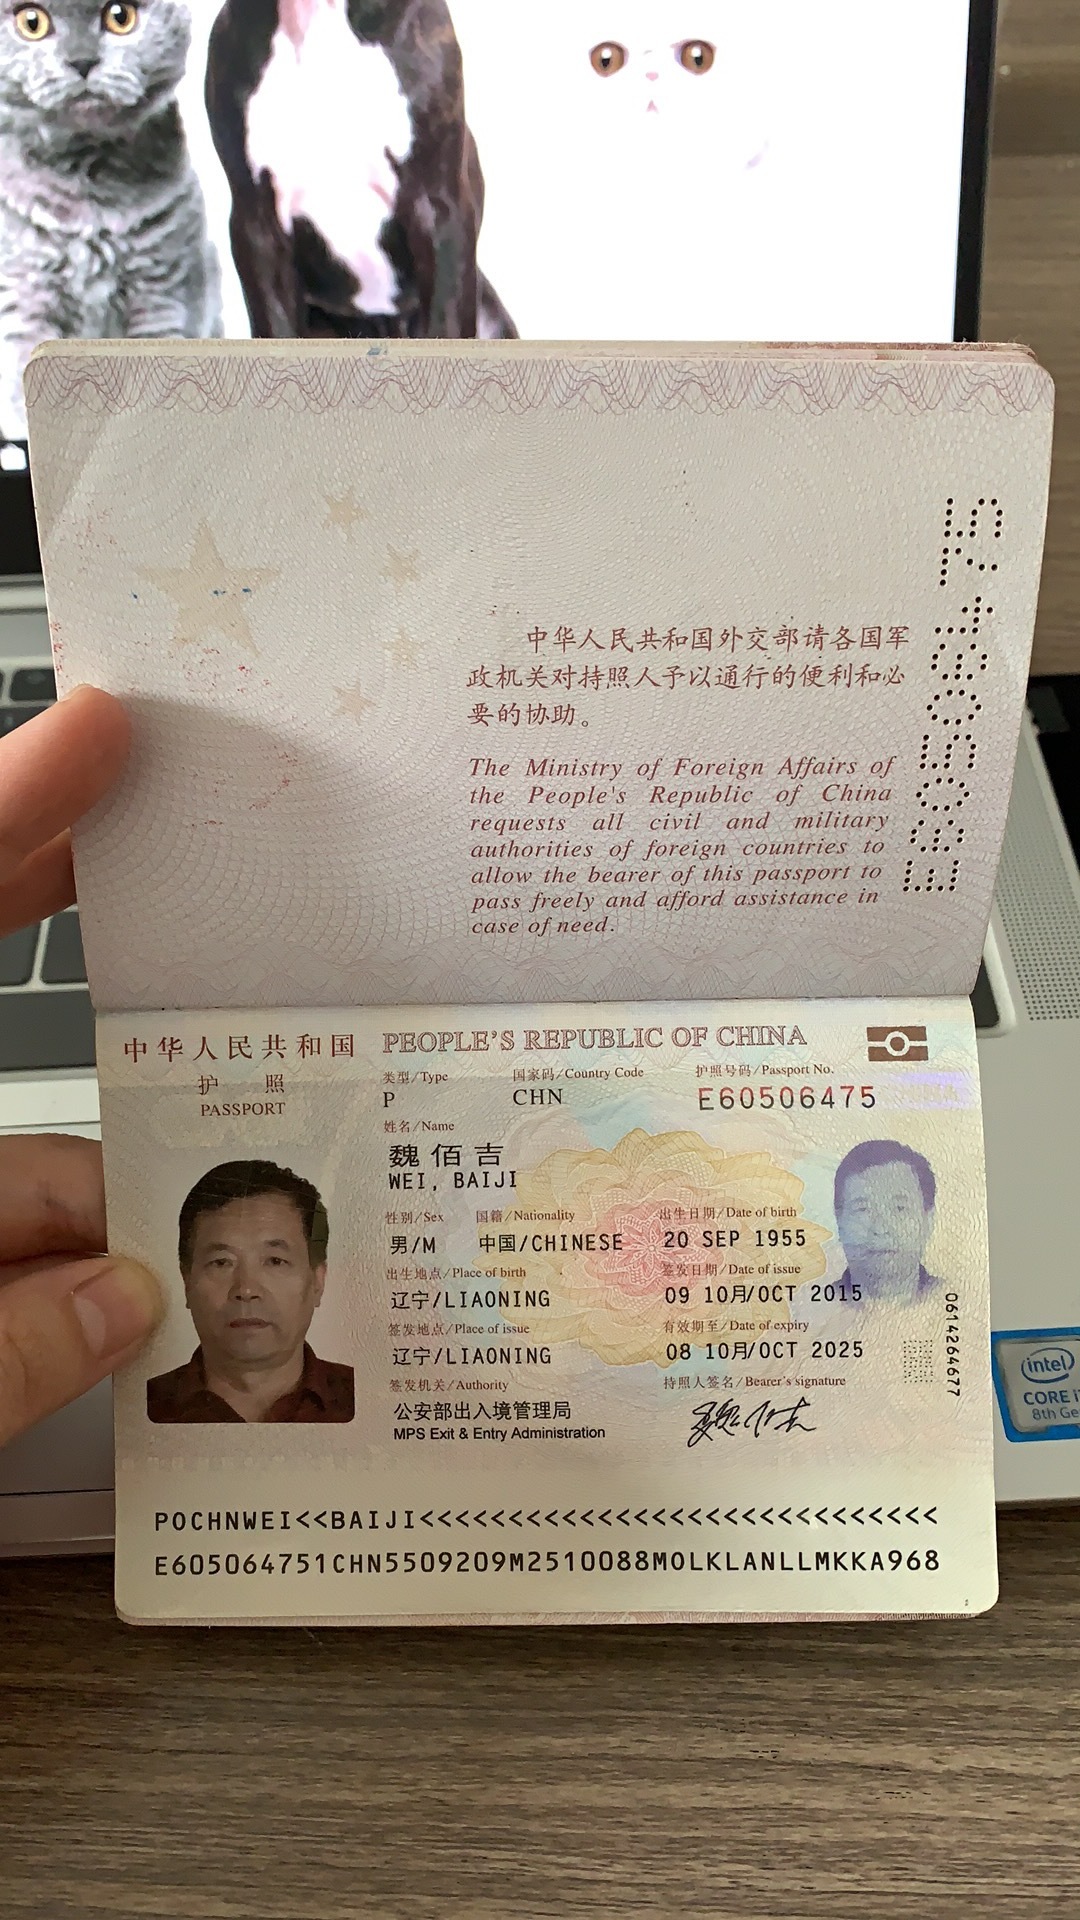 中华人民共和国外交部请各国军
政机关对持照人予以通行的便利和必
要的协助。
The Ministry of Foreign Affairs of
the People's Republic of China
requests all civil and military
authorities of foreign countries to
allow the bearer of this passport to
pass freely and afford assistance in
case of need.
E60506475
中华人民共和国 PEOPLE'S REPUBLIC OF CHINA
护 照
PASSPORT
类型/Type 国家码/Country Code 护照号码/Passport No.
P CHN E60506475
姓名/Name
魏佰吉
WEI, BAIJI
性别/Sex 国籍/Nationality 出生日期/Date of birth
男/M 中国/CHINESE 20 SEP 1955
出生地点/Place of birth 签发日期/Date of issue
辽宁/LIAONING 09 10月/OCT 2015
签发地点/Place of issue 有效期至/Date of expiry
辽宁/LIAONING 08 10月/OCT 2025
签发机关/Authority 持照人签名/Bearer's signature
公安部出入境管理局 魏佰吉
MPS Exit & Entry Administration
0614264677
POCHNWEI<<BAIJI<<<<<<<<<<<<<<<<<<<<<<<<<<<<<
E605064751CHN5509209M2510088MOLKLANLLMKKA968
intel
CORE i
8th Ge